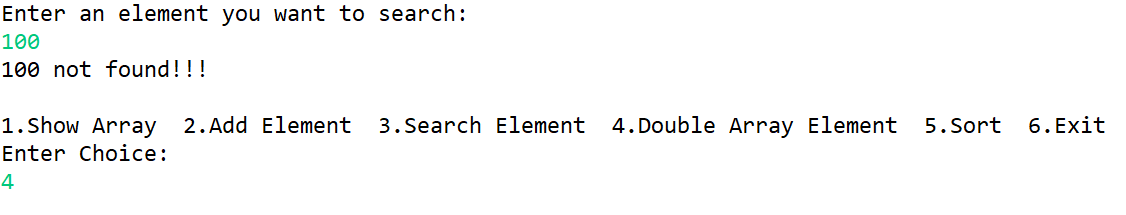 Enter an element you want to search:
100
100 not found!!!
1.Show Array  2.Add Element  3.Search Element  4.Double Array Element  5.Sort  6.Exit
Enter Choice:
4